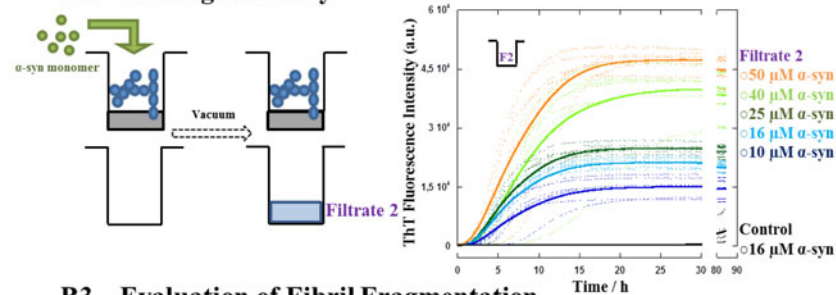 α-syn monomer
Vacuum
Filtrate 2
ThT Fluorescence Intensity (a.u.)
6 10⁴
4,5 10⁴
3 10⁴
1,5 10⁴
0
F2
0 5 10 15 20 25 30 80 90
Time / h
Filtrate 2
○50 μM α-syn
○40 μM α-syn
○25 μM α-syn
○16 μM α-syn
○10 μM α-syn
Control
○16 μM α-syn
Evaluation of Fibril Fragmentation